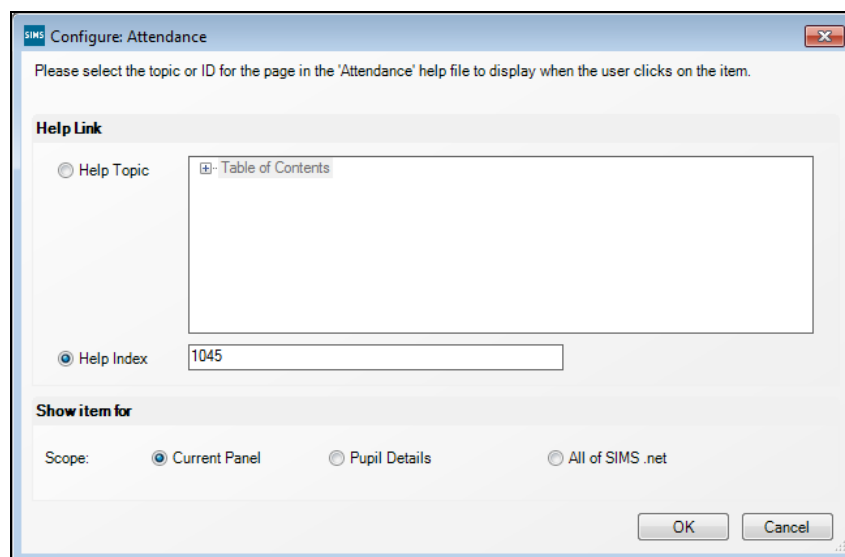 SIMS Configure: Attendance
Please select the topic or ID for the page in the 'Attendance' help file to display when the user clicks on the item.
Help Link
Help Topic
Table of Contents
Help Index 1045
Show item for
Scope: Current Panel Pupil Details All of SIMS .net
OK Cancel